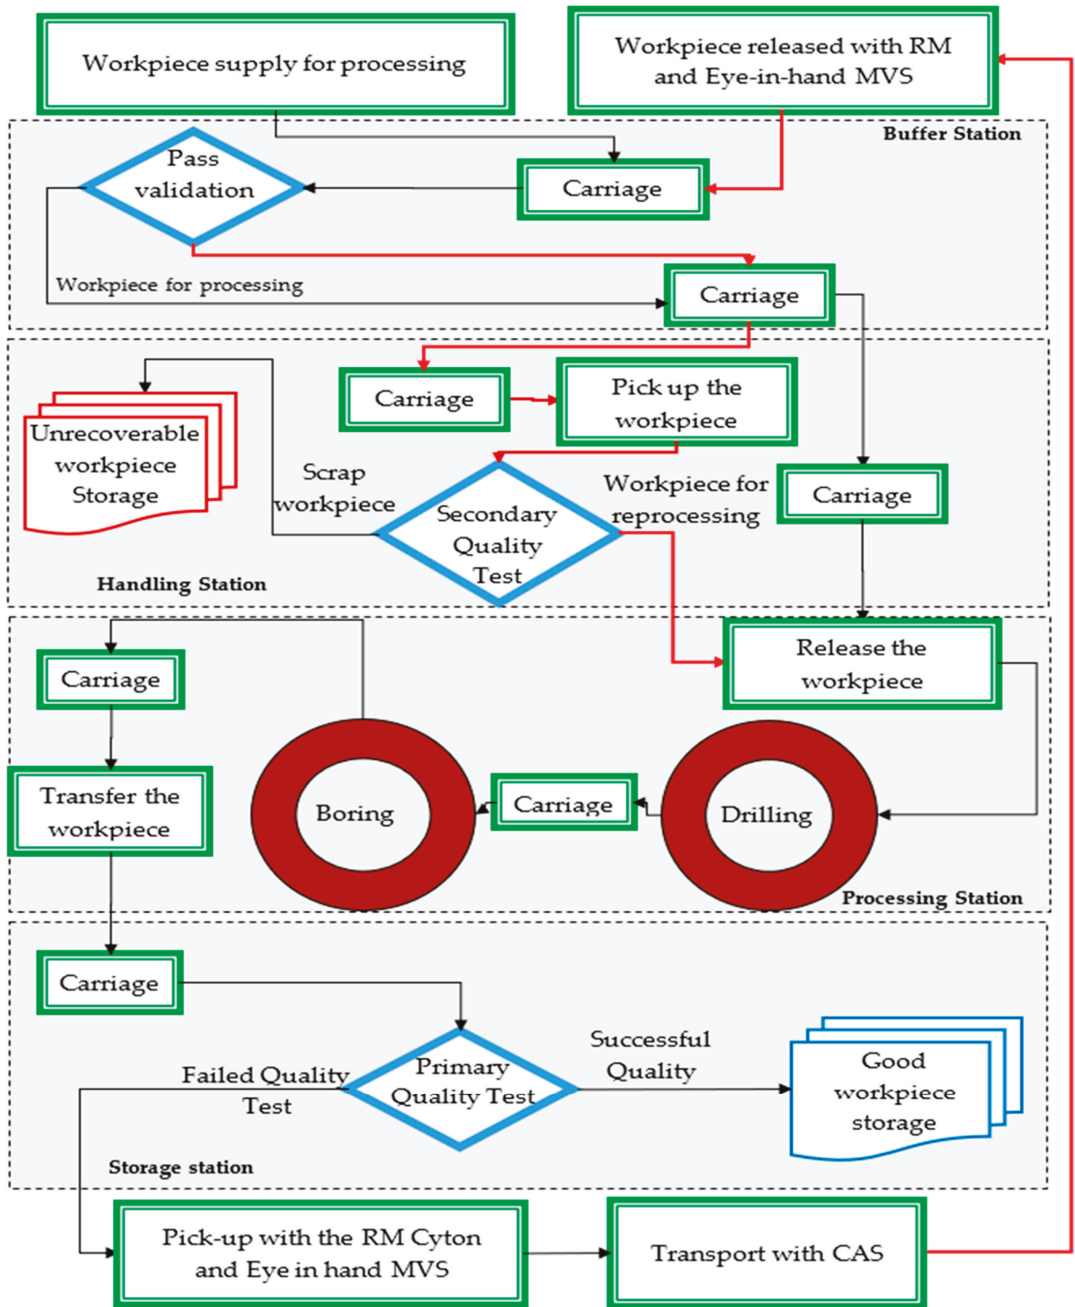 Workpiece supply for processing
Workpiece released with RM
and Eye-in-hand MVS
Buffer Station
Pass
validation
Carriage
Workpiece for processing
Carriage
Carriage
Pick up the
workpiece
Unrecoverable
workpiece
Storage
Scrap
workpiece
Secondary
Quality
Test
Workpiece for
reprocessing
Carriage
Handling Station
Carriage
Release the
workpiece
Transfer the
workpiece
Boring
Carriage
Drilling
Processing Station
Carriage
Failed Quality
Test
Primary
Quality Test
Successful
Quality
Good
workpiece
storage
Storage station
Pick-up with the RM Cyton
and Eye in hand MVS
Transport with CAS